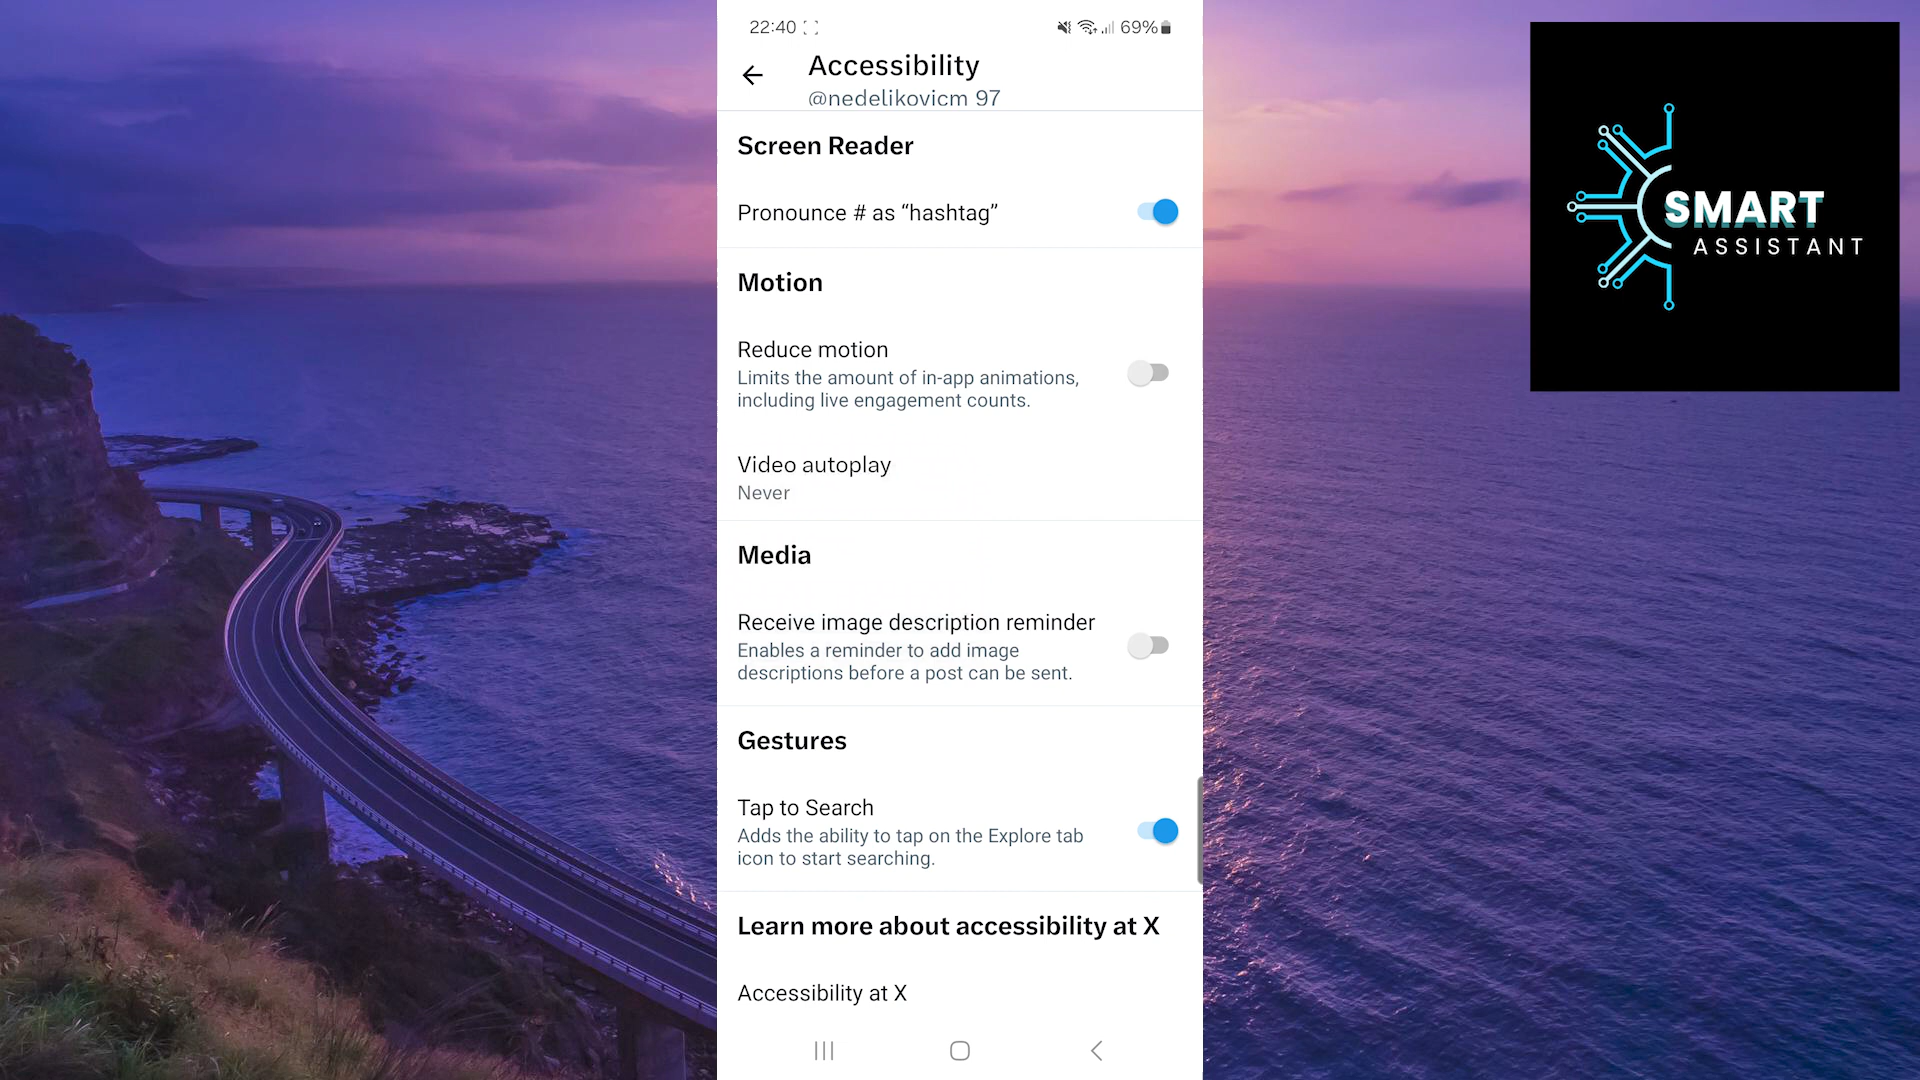 22:40
69%
Accessibility
@nedelikovicm 97
Screen Reader
Pronounce # as “hashtag”
Motion
Reduce motion
Limits the amount of in-app animations,
including live engagement counts.
Video autoplay
Never
Media
Receive image description reminder
Enables a reminder to add image
descriptions before a post can be sent.
Gestures
Tap to Search
Adds the ability to tap on the Explore tab
icon to start searching.
Learn more about accessibility at X
Accessibility at X
SMART
ASSISTANT